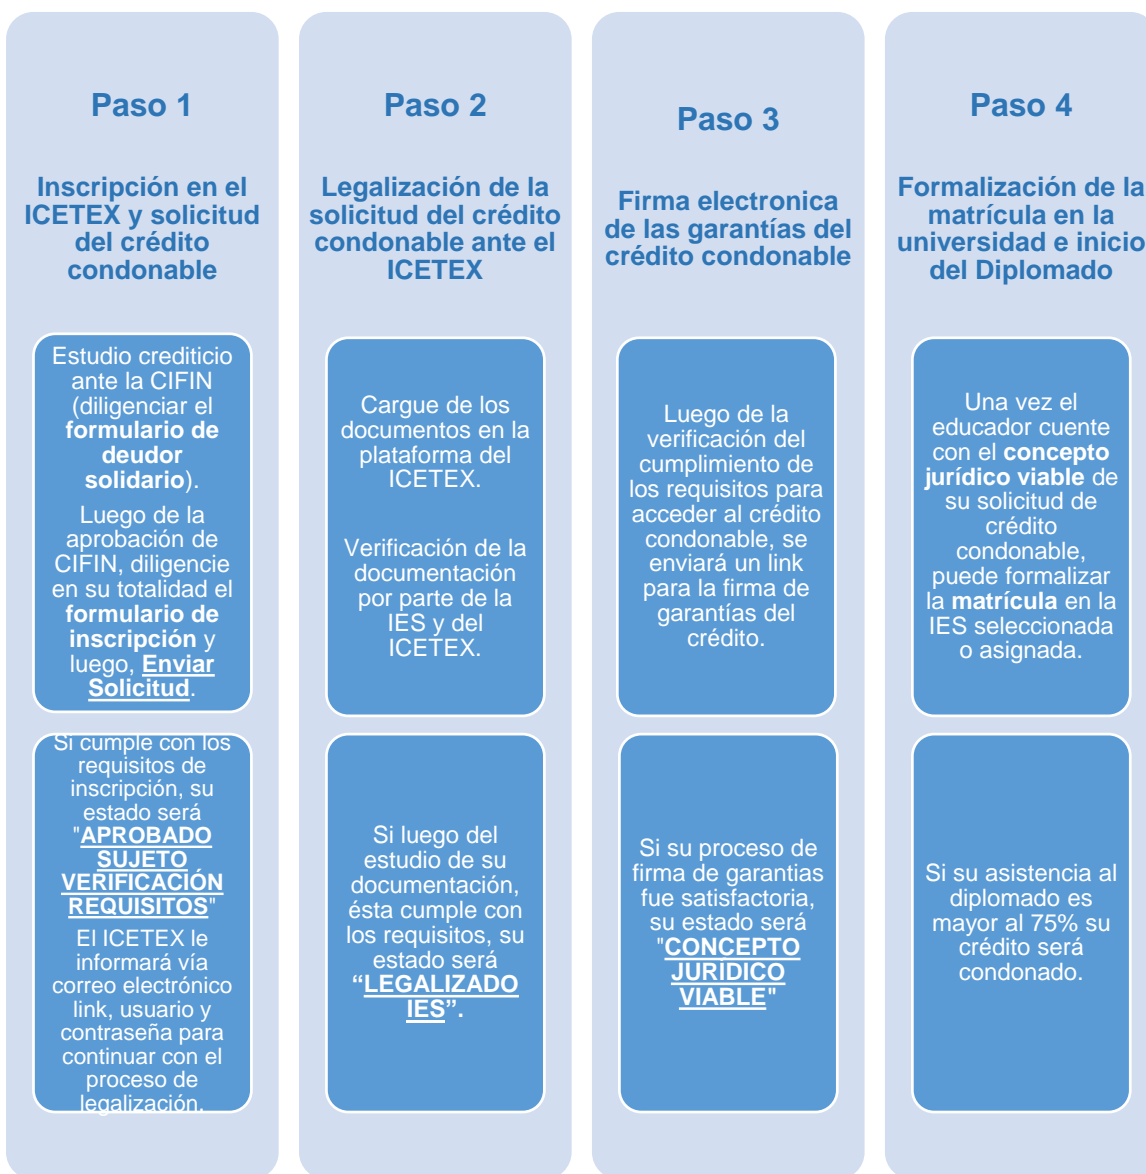 Paso 1
Inscripción en el
ICETEX y solicitud
del crédito
condonable
Estudio crediticio
ante la CIFIN
(diligenciar el
formulario de
deudor
solidario).
Luego de la
aprobación de
CIFIN, diligencie
en su totalidad el
formulario de
inscripción y
luego, Enviar
Solicitud.
Si cumple con los
requisitos de
inscripción, su
estado será
"APROBADO
SUJETO
VERIFICACIÓN
REQUISITOS"
El ICETEX le
informará vía
correo electrónico
link, usuario y
contraseña para
continuar con el
proceso de
legalización.
Paso 2
Legalización de la
solicitud del crédito
condonable ante el
ICETEX
Cargue de los
documentos en la
plataforma del
ICETEX.
Verificación de la
documentación
por parte de la
IES y del
ICETEX.
Si luego del
estudio de su
documentación,
ésta cumple con
los requisitos, su
estado será
“LEGALIZADO
IES”.
Paso 3
Firma electronica
de las garantías del
crédito condonable
Luego de la
verificación del
cumplimiento de
los requisitos para
acceder al crédito
condonable, se
enviará un link
para la firma de
garantías del
crédito.
Si su proceso de
firma de garantias
fue satisfactoria,
su estado será
"CONCEPTO
JURÍDICO
VIABLE"
Paso 4
Formalización de la
matrícula en la
universidad e inicio
del Diplomado
Una vez el
educador cuente
con el concepto
jurídico viable de
su solicitud de
crédito
condonable,
puede formalizar
la matrícula en la
IES seleccionada
o asignada.
Si su asistencia al
diplomado es
mayor al 75% su
crédito será
condonado.